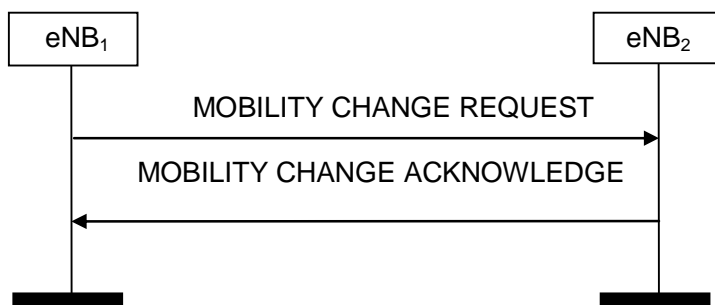 eNB₁
eNB₂
MOBILITY CHANGE REQUEST
MOBILITY CHANGE ACKNOWLEDGE